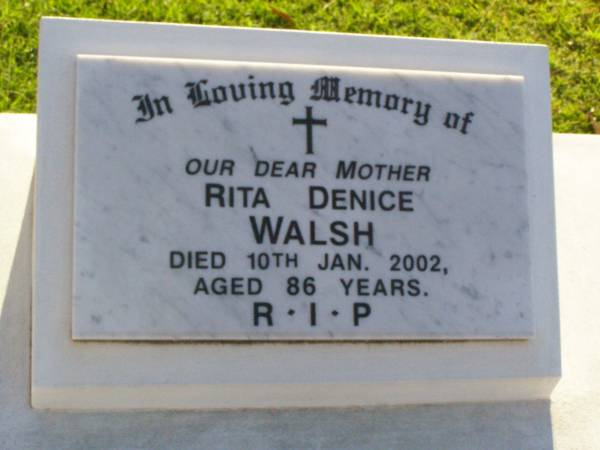 In Loving Memory of
OUR DEAR MOTHER
RITA DENICE
WALSH
DIED 10TH JAN. 2002,
AGED 86 YEARS.
R · I · P